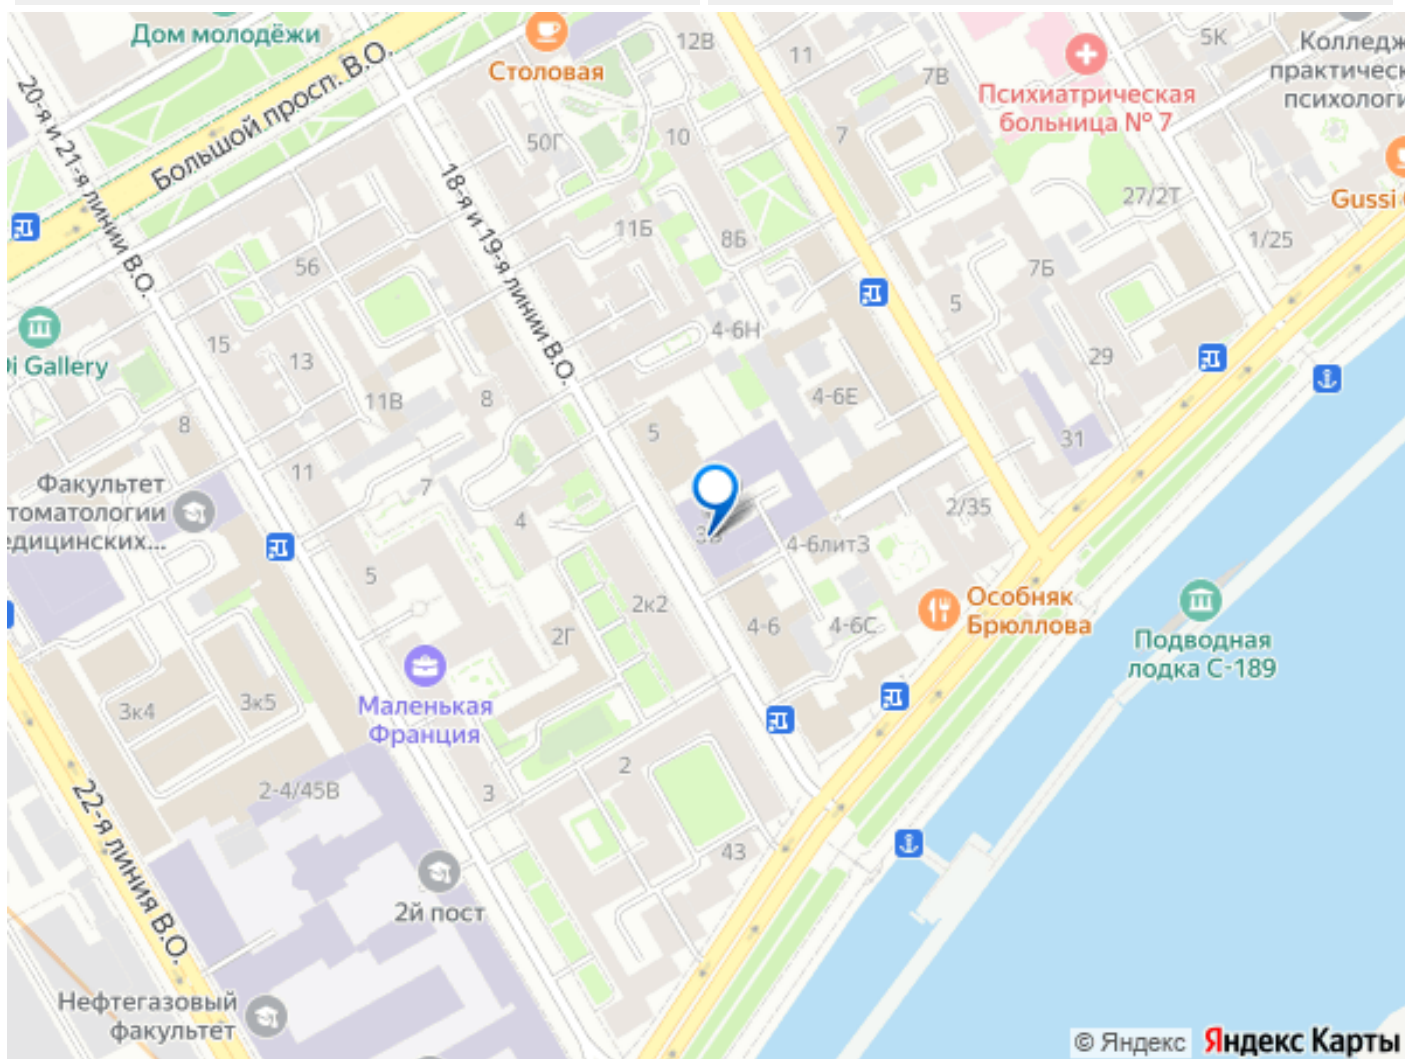 Дом молодёжи
Столовая
12В
11
5К
Колледж
практическ
психологи
Психиатрическая
больница № 7
7В
7
10
50Г
20-я и 21-я линии В.О.
Большой просп. В.О.
18-я и 19-я линии В.О.
Gussi
27/2Т
1/25
11Б
8Б
7Б
56
5
4-6Н
29
15
13
Di Gallery
11В
8
4-6Е
8
5
31
11
Факультет
томатологии
едицинских...
7
4
2/35
4-6литЗ
5
2к2
Особняк
Брюллова
4-6
4-6С
2Г
Подводная
лодка С-189
3к4
3к5
Маленькая
Франция
2
2-4/45В
3
22-я линия В.О.
43
2й пост
Нефтегазовый
факультет
© Яндекс Яндекс Карты